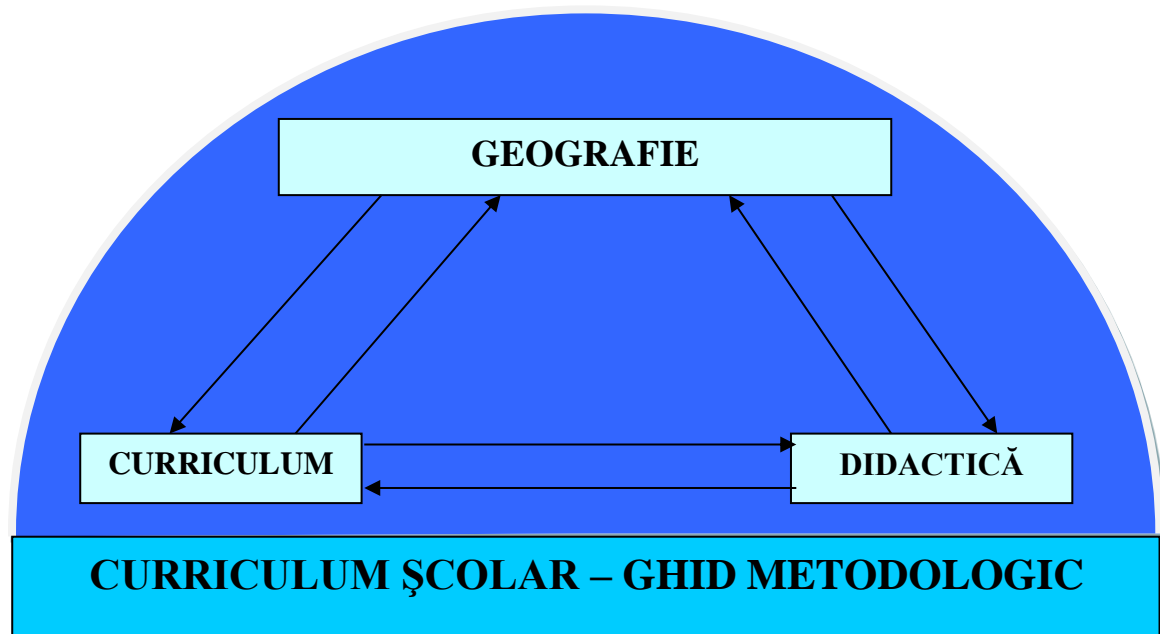 GEOGRAFIE
CURRICULUM
DIDACTICĂ
CURRICULUM ŞCOLAR – GHID METODOLOGIC